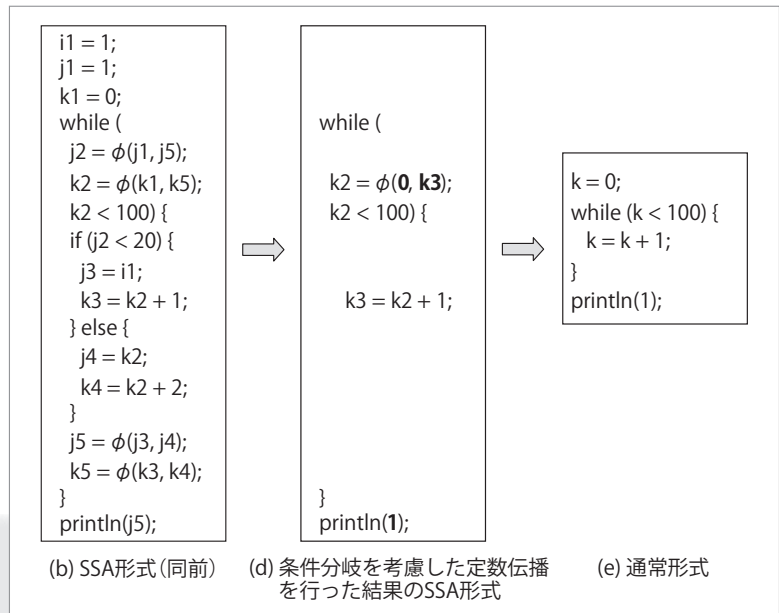 i1 = 1;
j1 = 1;
k1 = 0;
while (
j2 = ϕ(j1, j5);
k2 = ϕ(k1, k5);
k2 < 100) {
if (j2 < 20) {
j3 = i1;
k3 = k2 + 1;
} else {
j4 = k2;
k4 = k2 + 2;
}
j5 = ϕ(j3, j4);
k5 = ϕ(k3, k4);
}
println(j5);
(b) SSA形式(同前)
while (
k2 = ϕ(0, k3);
k2 < 100) {
k3 = k2 + 1;
}
println(1);
(d) 条件分岐を考慮した定数伝播
を行った結果のSSA形式
k = 0;
while (k < 100) {
k = k + 1;
}
println(1);
(e) 通常形式